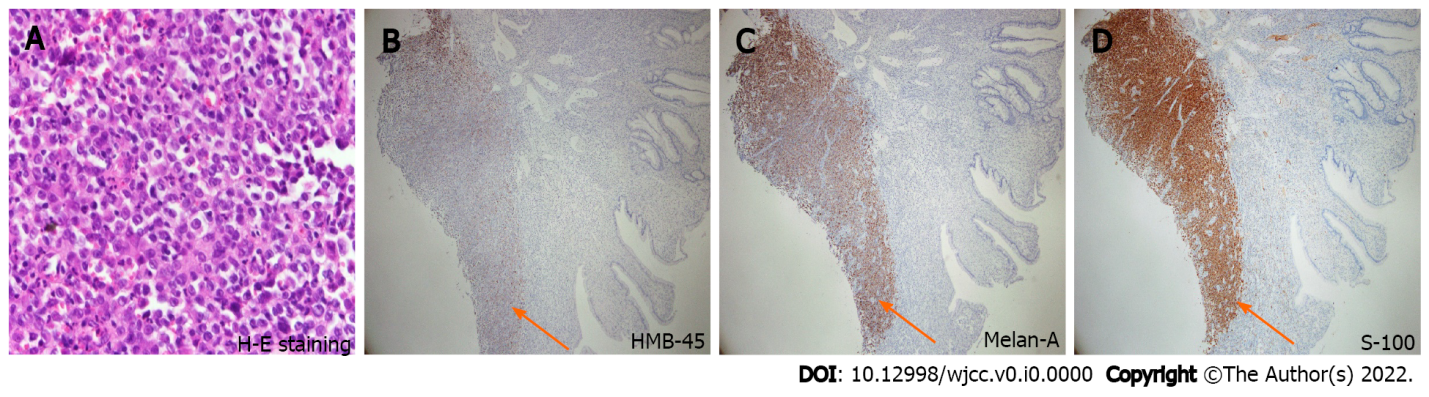 A
B
C
D
H-E staining
HMB-45
Melan-A
S-100
DOI: 10.12998/wjcc.v0.i0.0000 Copyright ©The Author(s) 2022.